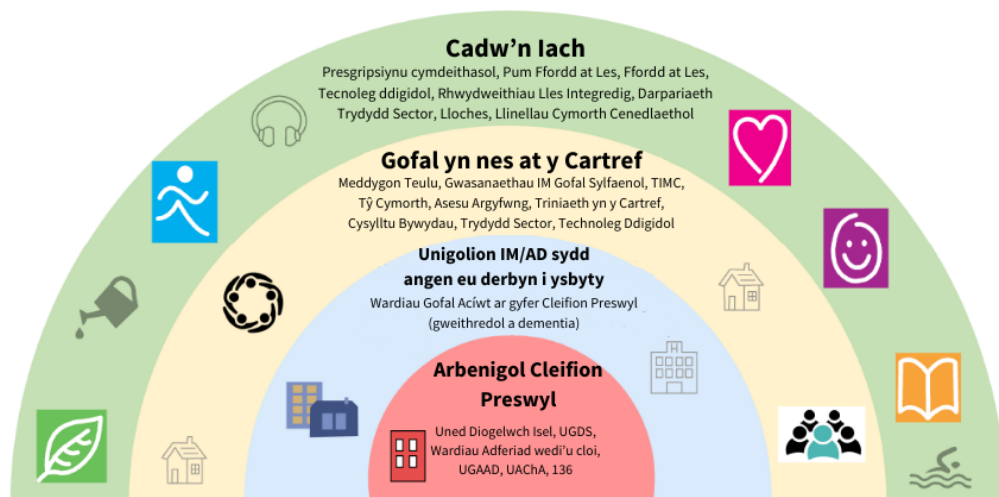 Cadw’n Iach
Presgripsiynu cymdeithasol, Pum Ffordd at Les, Ffordd at Les,
Tecnoleg ddigidol, Rhwydweithiau Lles Integredig, Darpariaeth
Trydydd Sector, Lloches, Llinellau Cymorth Cenedlaethol
Gofal yn nes at y Cartref
Meddygon Teulu, Gwasanaethau IM Gofal Sylfaenol, TIMC,
Tŷ Cymorth, Asesu Argyfwng, Triniaeth yn y Cartref,
Cysylltu Bywydau, Trydydd Sector, Technoleg Ddigidol
Unigolion IM/AD sydd
angen eu derbyn i ysbyty
Wardiau Gofal Acíwt ar gyfer Cleifion Preswyl
(gweithredol a dementia)
Arbenigol Cleifion
Preswyl
Uned Diogelwch Isel, UGDS,
Wardiau Adferiad wedi’u cloi,
UGAAD, UAChA, 136